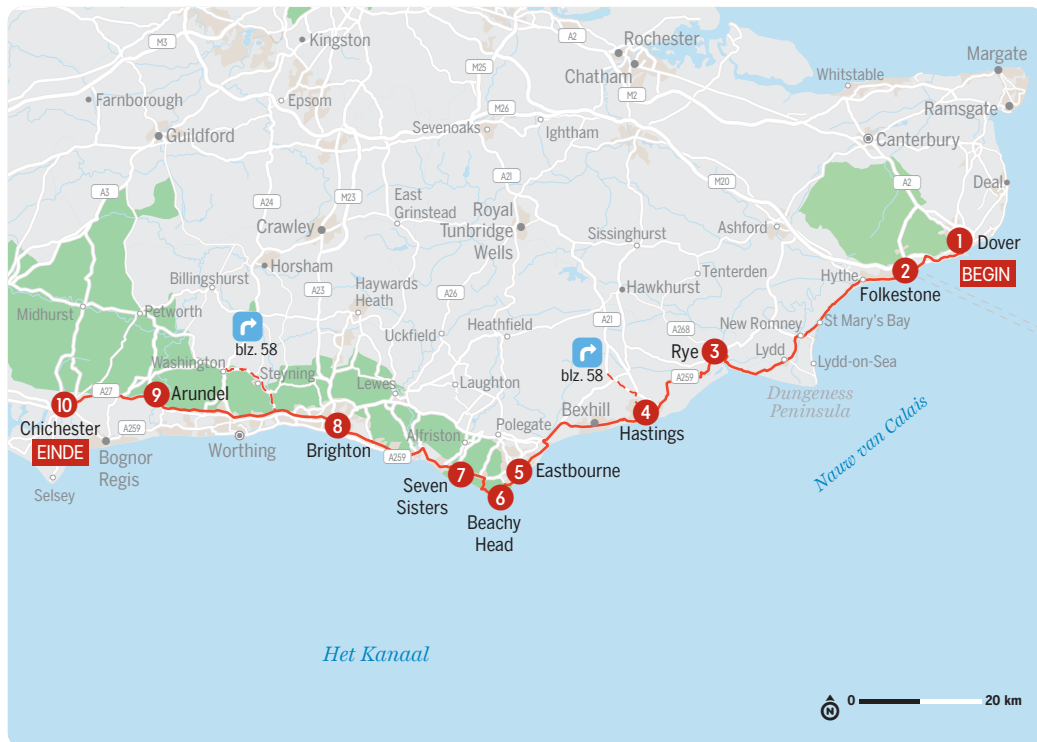 Kingston
M3
A2
Rochester
Chatham
M25
Margate
Whitstable
Farnborough
Epsom
M26
M2
Ramsgate
Guildford
Sevenoaks
Ightham
Canterbury
A3
A24
M23
A21
M20
A2
Deal
East
Grinstead
Royal
Tunbridge
Wells
Crawley
Sissinghurst
Ashford
1
Dover
BEGIN
Horsham
Billingshurst
A23
Haywards
Heath
A26
Tenterden
Hythe
2
Folkestone
Hawkhurst
Midhurst
Petworth
Uckfield
Heathfield
A21
A268
New Romney
St Mary's Bay
blz. 58
blz. 58
Rye
3
Lydd
Lydd-on-Sea
Washington
Steyning
Lewes
Laughton
A259
Dungeness
Peninsula
10
A27
9
Arundel
Bexhill
4
Hastings
Chichester
EINDE
A259
Bognor
Regis
Worthing
8
Brighton
Alfriston
Polegate
A259
Nauw van Calais
Selsey
7
Seven
Sisters
5
Eastbourne
6
Beachy
Head
Het Kanaal
N
0
20 km